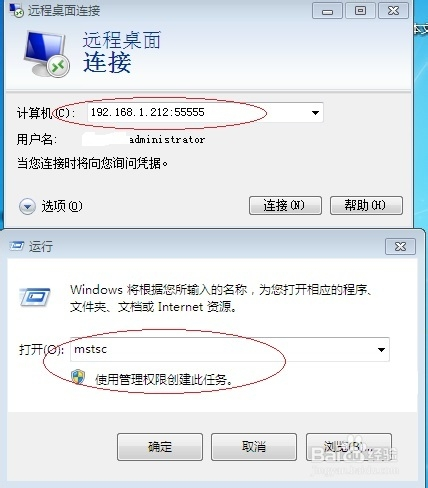 远程桌面连接
远程桌面
连接
计算机(C): 192.168.1.212:55555
用户名: administrator
当您连接时将向您询问凭据。
选项(O) 连接(N) 帮助(H)
运行
Windows 将根据您所输入的名称，为您打开相应的程序、
文件夹、文档或 Internet 资源。
打开(O): mstsc
使用管理权限创建此任务。
确定 取消 浏览(B)...